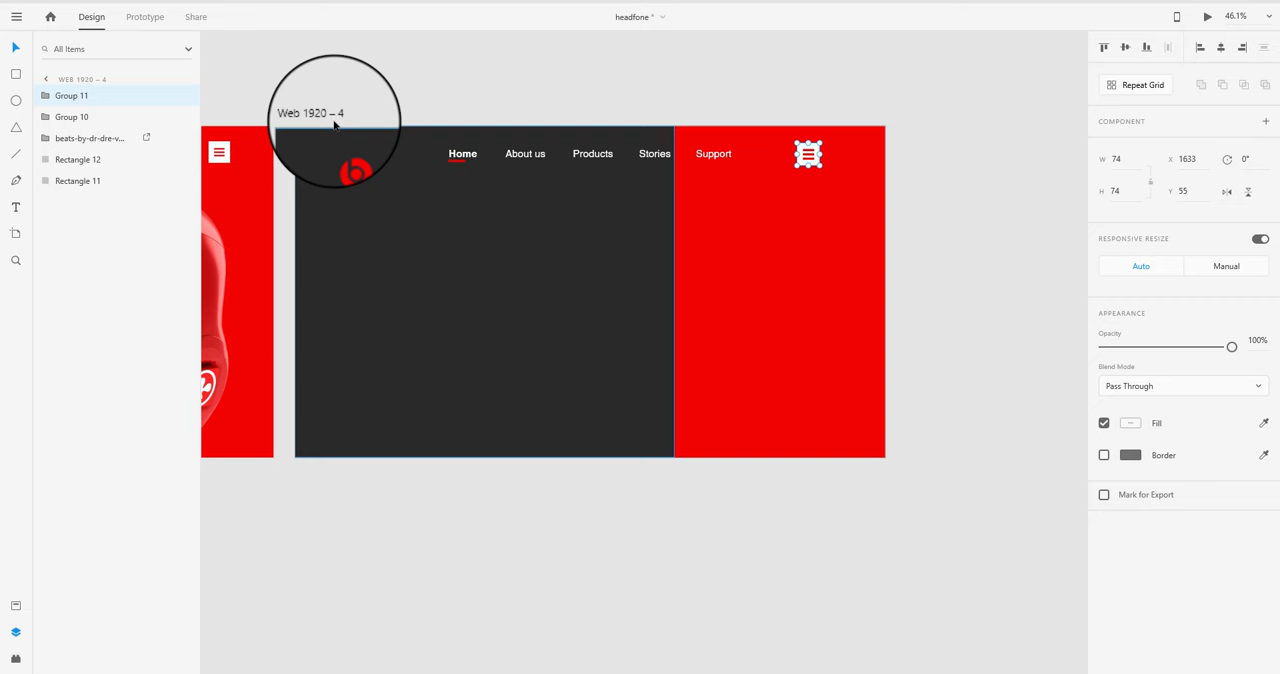 Design
Prototype
Share
headfone *
46.1%
All Items
WEB 1920 – 4
Group 11
Group 10
beats-by-dr-dre-v...
Rectangle 12
Rectangle 11
Web 1920 – 4
b
Home
About us
Products
Stories
Support
Repeat Grid
COMPONENT
W 74
X 1633
0°
H 74
Y 55
RESPONSIVE RESIZE
Auto
Manual
APPEARANCE
Opacity
100%
Blend Mode
Pass Through
Fill
Border
Mark for Export